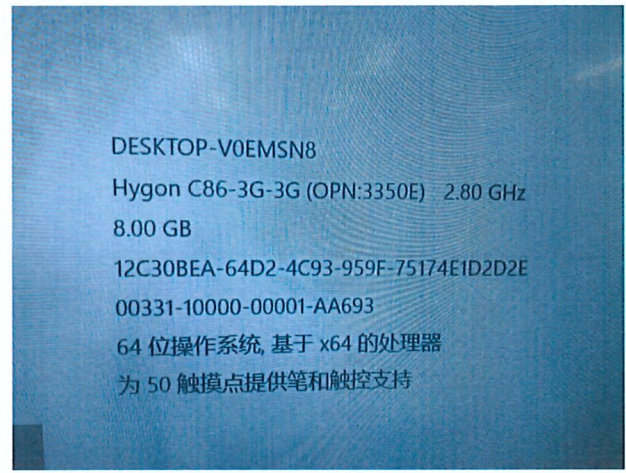 DESKTOP-V0EMSN8
Hygon C86-3G-3G (OPN:3350E) 2.80 GHz
8.00 GB
12C30BEA-64D2-4C93-959F-75174E1D2D2E
00331-10000-00001-AA693
64 位操作系统, 基于 x64 的处理器
为 50 触摸点提供笔和触控支持